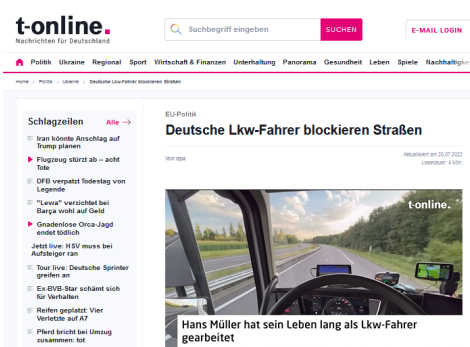 t-online.
Nachrichten für Deutschland
Suchbegriff eingeben
SUCHEN
E-MAIL LOGIN
Politik Ukraine Regional Sport Wirtschaft & Finanzen Unterhaltung Panorama Gesundheit Leben Spiele Nachhaltigke
Home Politik Ukraine Deutsche Lkw-Fahrer blockieren Straßen
Schlagzeilen
Alle →
Iran könnte Anschlag auf
Trump planen
Flugzeug stürzt ab – acht
Tote
DFB verpatzt Todestag von
Legende
"Lewa" verzichtet bei
Barça wohl auf Geld
Gnadenlose Orca-Jagd
endet tödlich
Jetzt live: HSV muss bei
Aufsteiger ran
Tour live: Deutsche Sprinter
greifen an
Ex-BVB-Star schämt sich
für Verhalten
Reifen geplatzt: Vier
Verletzte auf A7
Pferd bricht bei Umzug
zusammen: tot
EU-Politik
Deutsche Lkw-Fahrer blockieren Straßen
Von dpa
Aktualisiert am 20.07.2022
Lesedauer: 4 Min.
t-online.
Hans Müller hat sein Leben lang als Lkw-Fahrer
gearbeitet